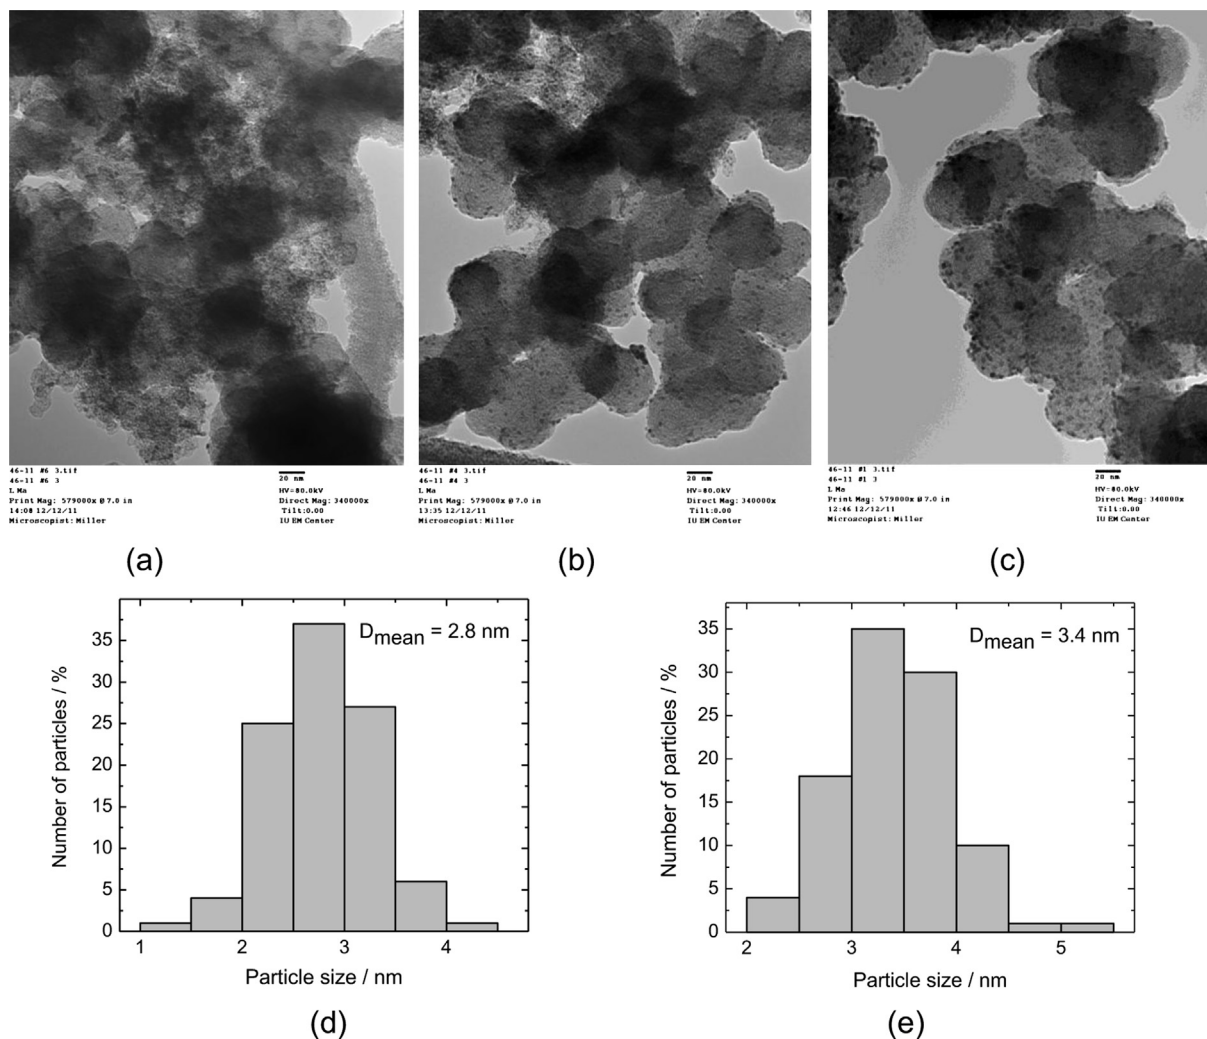 46-11 #6 3.tif
46-11 #6 3
L Ma
Print Mag: 579000x @ 7.0 in
14:08 12/12/11
Microscopist: Miller
20 nm
HV=80.0kV
Direct Mag: 340000x
Tilt:0.00
IU EM Center
46-11 #4 3.tif
46-11 #4 3
L Ma
Print Mag: 579000x @ 7.0 in
13:35 12/12/11
Microscopist: Miller
20 nm
HV=80.0kV
Direct Mag: 340000x
Tilt:0.00
IU EM Center
46-11 #1 3.tif
46-11 #1 3
L Ma
Print Mag: 579000x @ 7.0 in
12:46 12/12/11
Microscopist: Miller
20 nm
HV=80.0kV
Direct Mag: 340000x
Tilt:0.00
IU EM Center
(a)
(b)
(c)
Dmean = 2.8 nm
Number of particles / %
35
30
25
20
15
10
5
0
1 2 3 4
Particle size / nm
(d)
Dmean = 3.4 nm
Number of particles / %
35
30
25
20
15
10
5
0
2 3 4 5
Particle size / nm
(e)